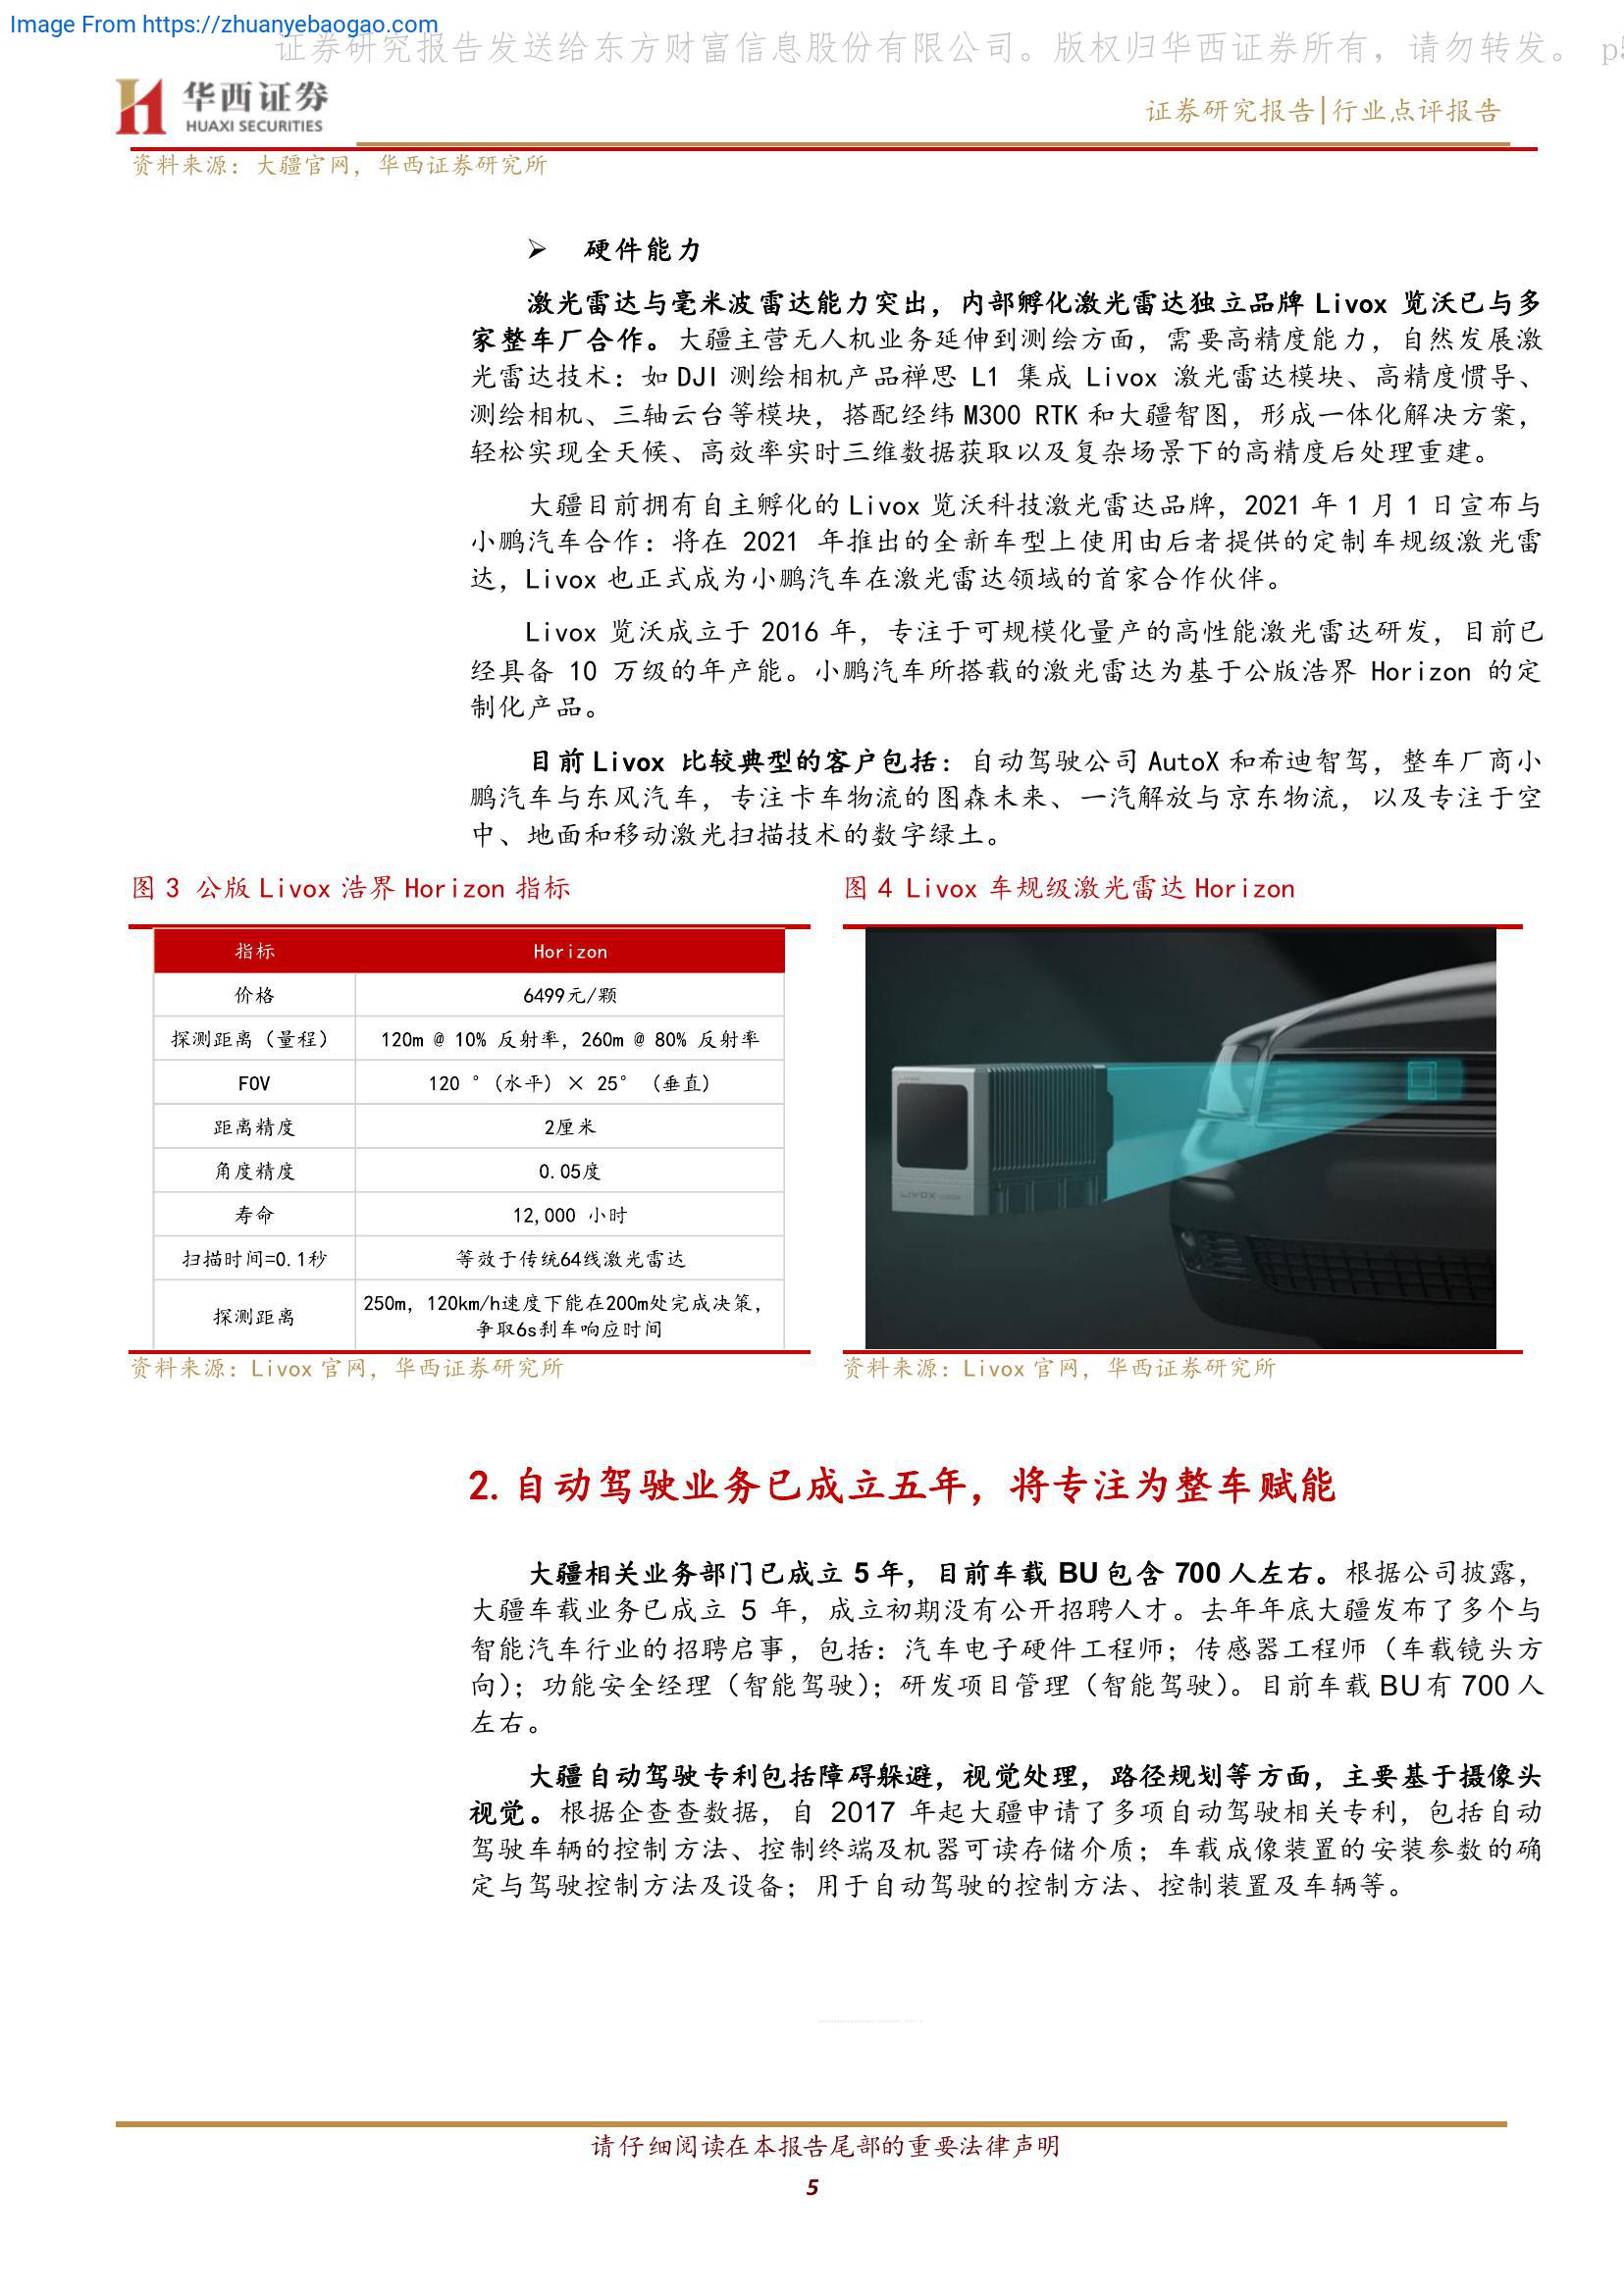 Image From https://zhuanyebaogao.com
证券研究报告发送给东方财富信息股份有限公司。版权归华西证券所有，请勿转发。 p5
华西证券
HUAXI SECURITIES
证券研究报告|行业点评报告
资料来源：大疆官网，华西证券研究所
➢ 硬件能力
激光雷达与毫米波雷达能力突出，内部孵化激光雷达独立品牌 Livox 览沃已与多
家整车厂合作。大疆主营无人机业务延伸到测绘方面，需要高精度能力，自然发展激
光雷达技术：如 DJI 测绘相机产品禅思 L1 集成 Livox 激光雷达模块、高精度惯导、
测绘相机、三轴云台等模块，搭配经纬 M300 RTK 和大疆智图，形成一体化解决方案，
轻松实现全天候、高效率实时三维数据获取以及复杂场景下的高精度后处理重建。
大疆目前拥有自主孵化的 Livox 览沃科技激光雷达品牌，2021 年 1 月 1 日宣布与
小鹏汽车合作：将在 2021 年推出的全新车型上使用由后者提供的定制车规级激光雷
达，Livox 也正式成为小鹏汽车在激光雷达领域的首家合作伙伴。
Livox 览沃成立于 2016 年，专注于可规模化量产的高性能激光雷达研发，目前已
经具备 10 万级的年产能。小鹏汽车所搭载的激光雷达为基于公版浩界 Horizon 的定
制化产品。
目前 Livox 比较典型的客户包括：自动驾驶公司 AutoX 和希迪智驾，整车厂商小
鹏汽车与东风汽车，专注卡车物流的图森未来、一汽解放与京东物流，以及专注于空
中、地面和移动激光扫描技术的数字绿土。
图 3 公版 Livox 浩界 Horizon 指标
指标 Horizon
价格 6499元/颗
探测距离（量程） 120m @ 10% 反射率，260m @ 80% 反射率
FOV 120 °（水平）× 25° （垂直）
距离精度 2厘米
角度精度 0.05度
寿命 12,000 小时
扫描时间=0.1秒 等效于传统64线激光雷达
探测距离 250m，120km/h速度下能在200m处完成决策，
争取6s刹车响应时间
资料来源：Livox 官网，华西证券研究所
图 4 Livox 车规级激光雷达 Horizon
LIVOX
资料来源：Livox 官网，华西证券研究所
2. 自动驾驶业务已成立五年，将专注为整车赋能
大疆相关业务部门已成立 5 年，目前车载 BU 包含 700 人左右。根据公司披露，
大疆车载业务已成立 5 年，成立初期没有公开招聘人才。去年年底大疆发布了多个与
智能汽车行业的招聘启事，包括：汽车电子硬件工程师；传感器工程师（车载镜头方
向）；功能安全经理（智能驾驶）；研发项目管理（智能驾驶）。目前车载 BU 有 700 人
左右。
大疆自动驾驶专利包括障碍躲避，视觉处理，路径规划等方面，主要基于摄像头
视觉。根据企查查数据，自 2017 年起大疆申请了多项自动驾驶相关专利，包括自动
驾驶车辆的控制方法、控制终端及机器可读存储介质；车载成像装置的安装参数的确
定与驾驶控制方法及设备；用于自动驾驶的控制方法、控制装置及车辆等。
请仔细阅读在本报告尾部的重要法律声明
5